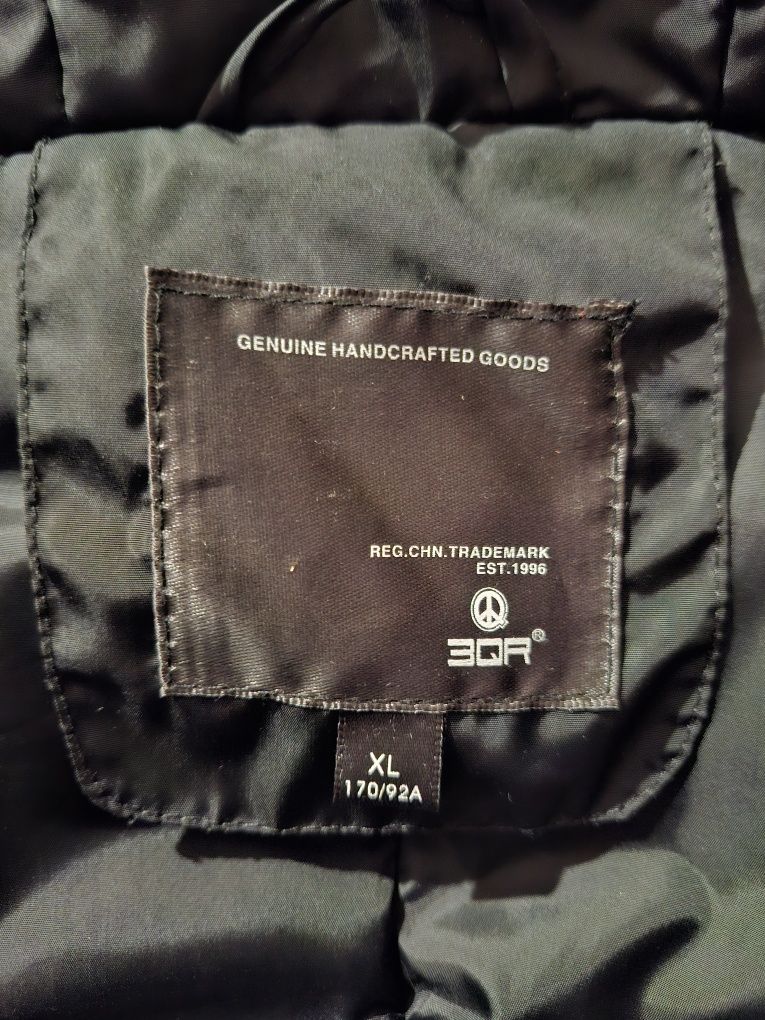 GENUINE HANDCRAFTED GOODS
REG.CHN.TRADEMARK
EST.1996
3QR®
XL
170/92A